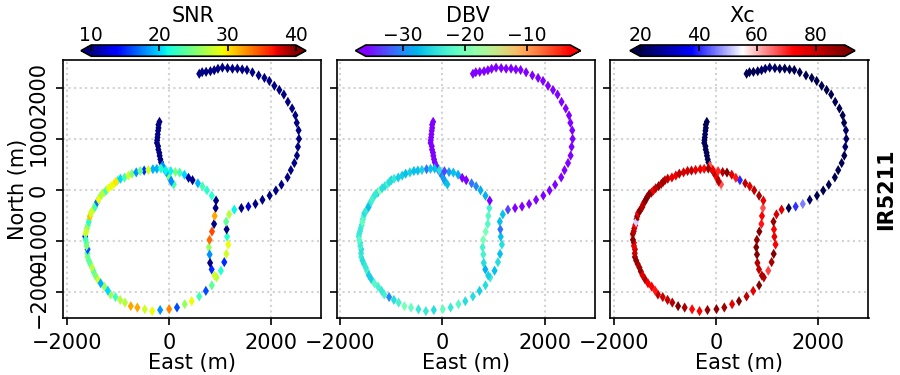 SNR DBV Xc
10 20 30 40 −30 −20 −10 20 40 60 80
2000
1000
0
−1000
−2000
North (m)
IR5211
−2000 0 2000 −2000 0 2000 −2000 0 2000
East (m) East (m) East (m)